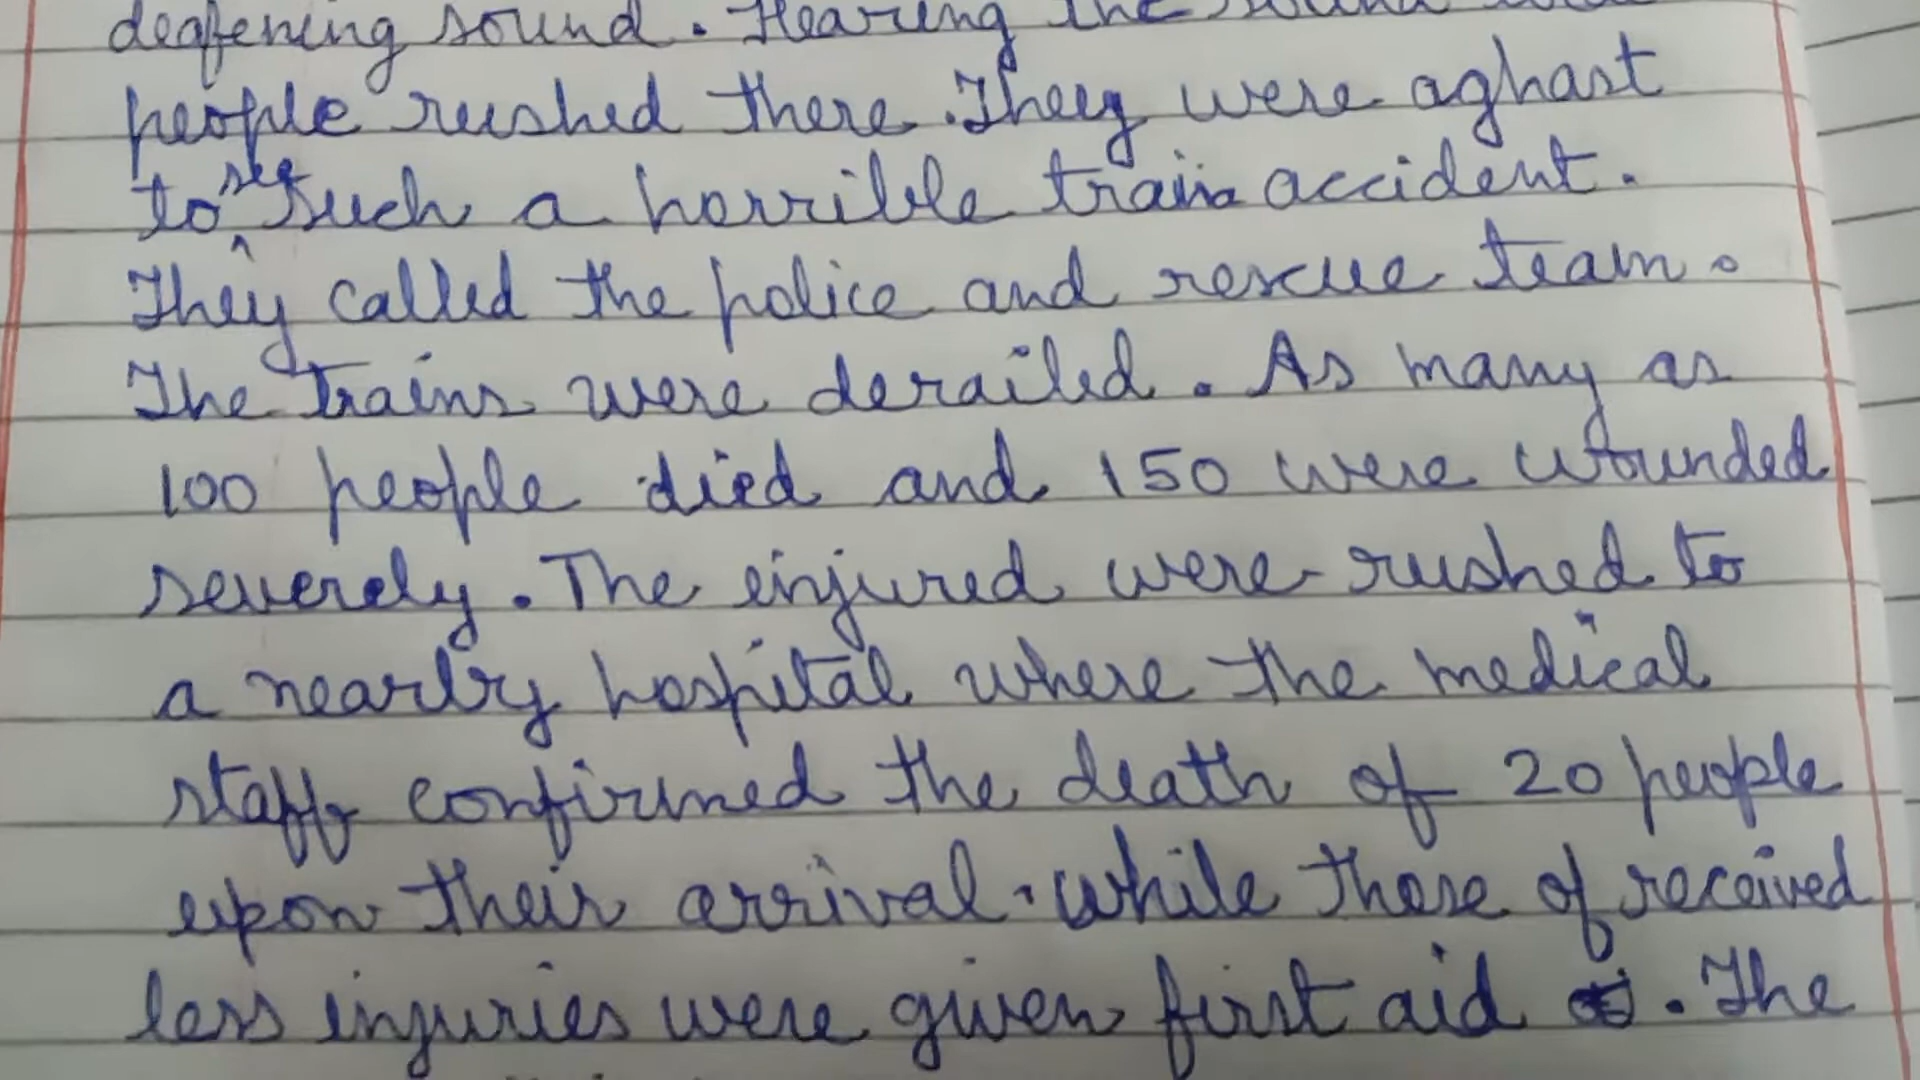 deafening sound. Hearing the sound
people rushed there. They were aghast
to see such a horrible train accident.
They called the police and rescue team.
The trains were derailed. As many as
100 people died and 150 were wounded
severely. The injured were rushed to
a nearby hospital where the medical
staff confirmed the death of 20 people
upon their arrival. while those of received
less injuries were given first aid . The